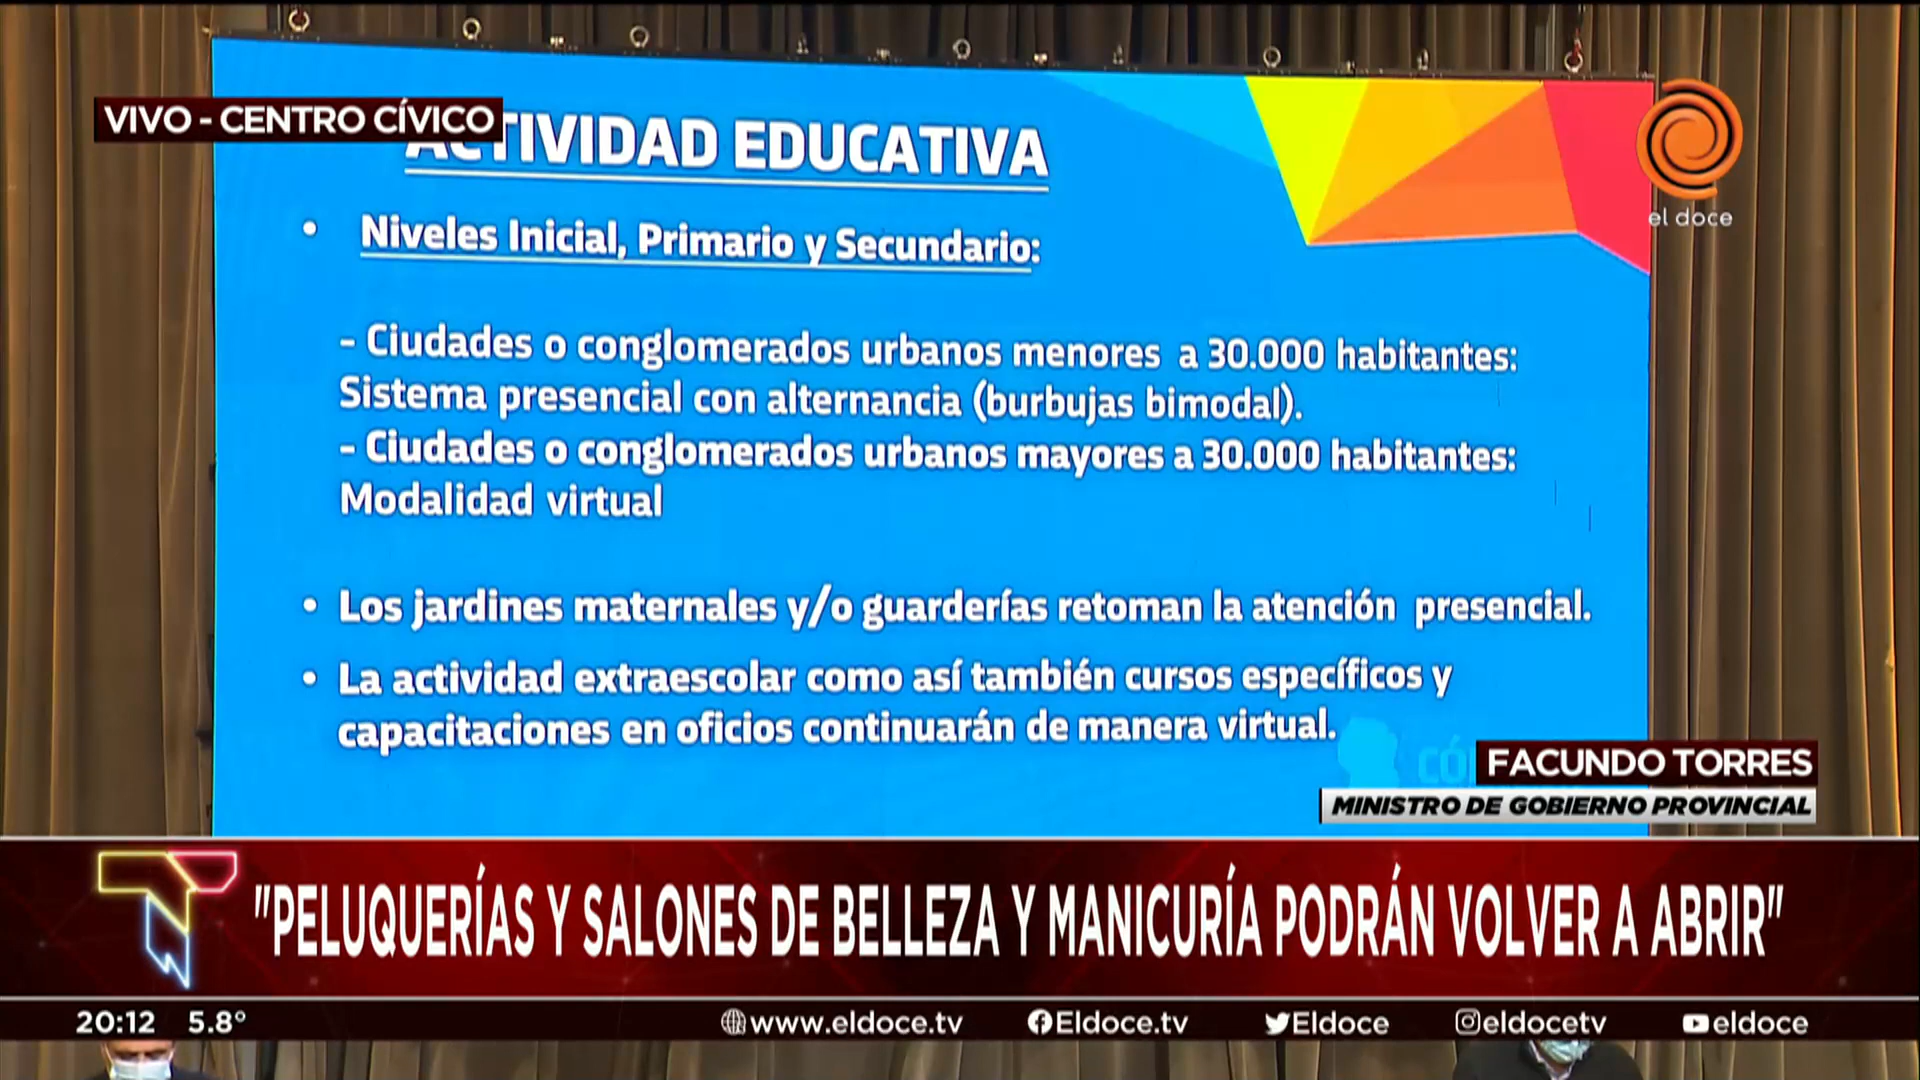 VIVO - CENTRO CÍVICO
ACTIVIDAD EDUCATIVA
el doce
• Niveles Inicial, Primario y Secundario:
- Ciudades o conglomerados urbanos menores a 30.000 habitantes:
Sistema presencial con alternancia (burbujas bimodal).
- Ciudades o conglomerados urbanos mayores a 30.000 habitantes:
Modalidad virtual
• Los jardines maternales y/o guarderías retoman la atención presencial.
• La actividad extraescolar como así también cursos específicos y
capacitaciones en oficios continuarán de manera virtual.
CÓ
FACUNDO TORRES
MINISTRO DE GOBIERNO PROVINCIAL
"PELUQUERÍAS Y SALONES DE BELLEZA Y MANICURÍA PODRÁN VOLVER A ABRIR"
20:12 5.8° www.eldoce.tv Eldoce.tv Eldoce eldocetv eldoce